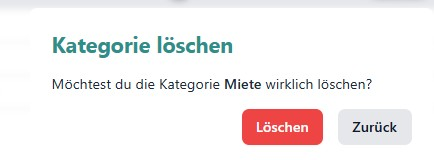 Kategorie löschen
Möchtest du die Kategorie Miete wirklich löschen?
Löschen Zurück